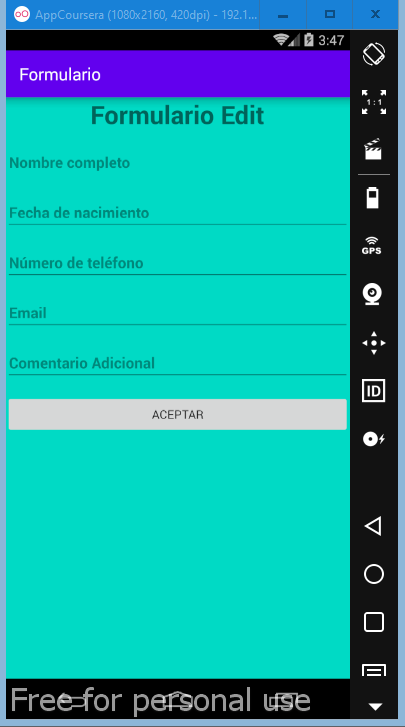 AppCoursera (1080x2160, 420dpi) - 192.1...
3:47
Formulario
Formulario Edit
Nombre completo
Fecha de nacimiento
Número de teléfono
Email
Comentario Adicional
ACEPTAR
1:1
GPS
ID
Free for personal use